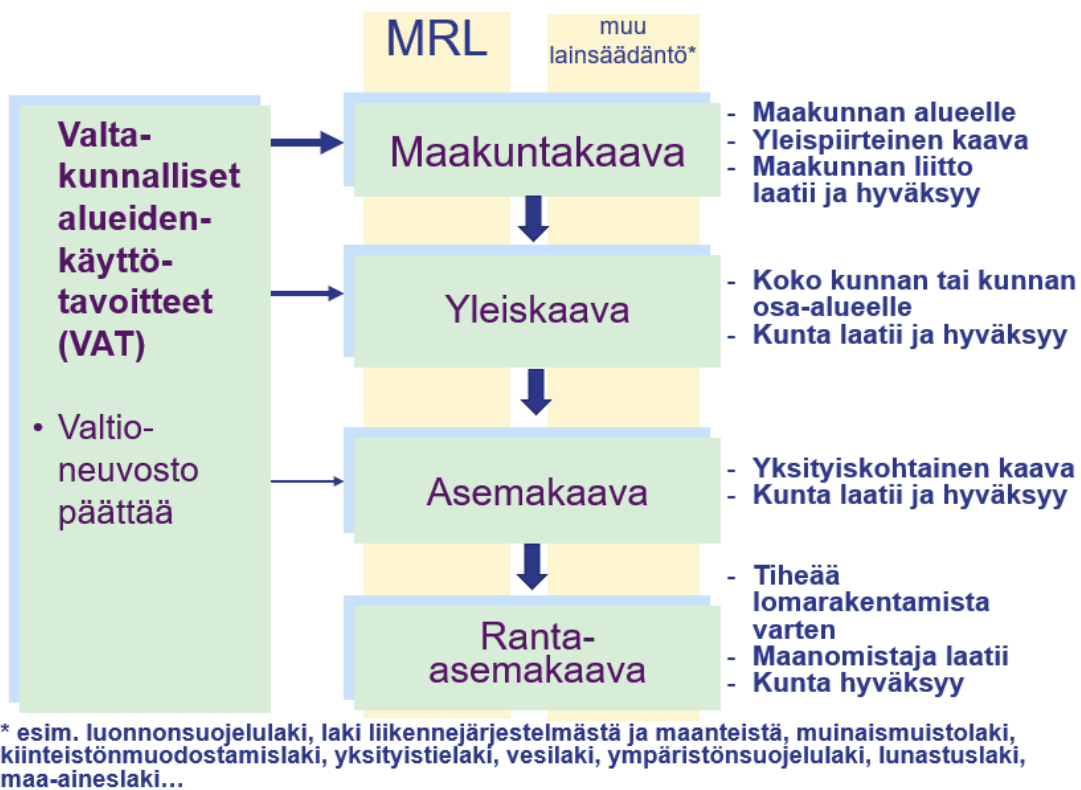 MRL
muu
lainsäädäntö*
Valta-
kunnalliset
alueiden-
käyttö-
tavoitteet
(VAT)
• Valtio-
neuvosto
päättää
Maakuntakaava
- Maakunnan alueelle
- Yleispiirteinen kaava
- Maakunnan liitto
laatii ja hyväksyy
Yleiskaava
- Koko kunnan tai kunnan
osa-alueelle
- Kunta laatii ja hyväksyy
Asemakaava
- Yksityiskohtainen kaava
- Kunta laatii ja hyväksyy
Ranta-
asemakaava
- Tiheää
lomarakentamista
varten
- Maanomistaja laatii
- Kunta hyväksyy
* esim. luonnonsuojelulaki, laki liikennejärjestelmästä ja maanteistä, muinaismuistolaki,
kiinteistönmuodostamislaki, yksityistielaki, vesilaki, ympäristönsuojelulaki, lunastuslaki,
maa-aineslaki...